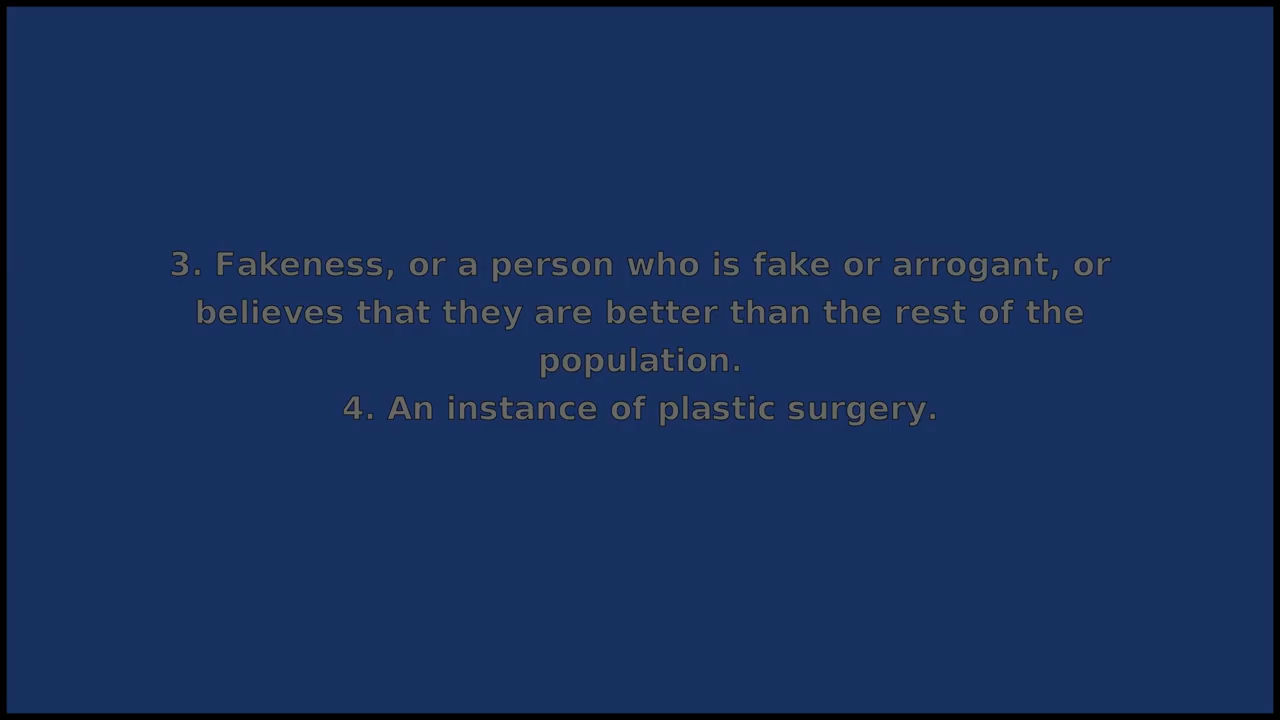 3. Fakeness, or a person who is fake or arrogant, or
believes that they are better than the rest of the
population.
4. An instance of plastic surgery.